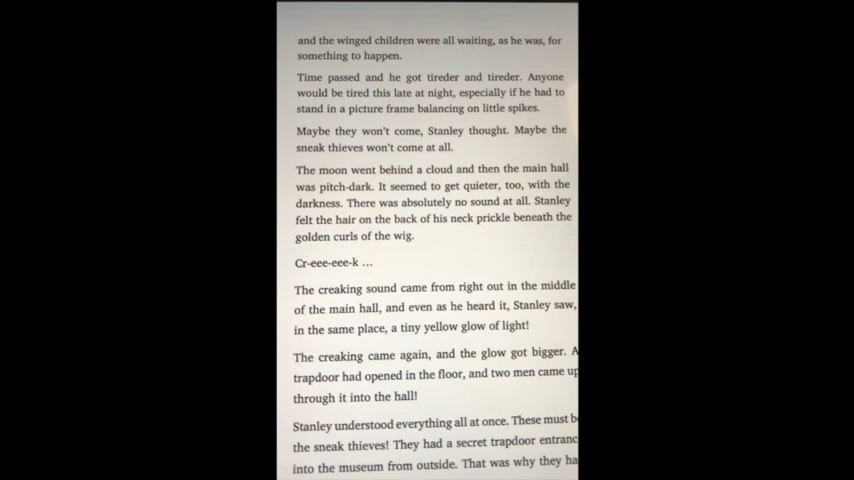 and the winged children were all waiting, as he was, for
something to happen.
Time passed and he got tireder and tireder. Anyone
would be tired this late at night, especially if he had to
stand in a picture frame balancing on little spikes.
Maybe they won't come, Stanley thought. Maybe the
sneak thieves won't come at all.
The moon went behind a cloud and then the main hall
was pitch-dark. It seemed to get quieter, too, with the
darkness. There was absolutely no sound at all. Stanley
felt the hair on the back of his neck prickle beneath the
golden curls of the wig.
Cr-eee-eee-k ...
The creaking sound came from right out in the middle
of the main hall, and even as he heard it, Stanley saw,
in the same place, a tiny yellow glow of light!
The creaking came again, and the glow got bigger. A
trapdoor had opened in the floor, and two men came up
through it into the hall!
Stanley understood everything all at once. These must b
the sneak thieves! They had a secret trapdoor entranc
into the museum from outside. That was why they ha